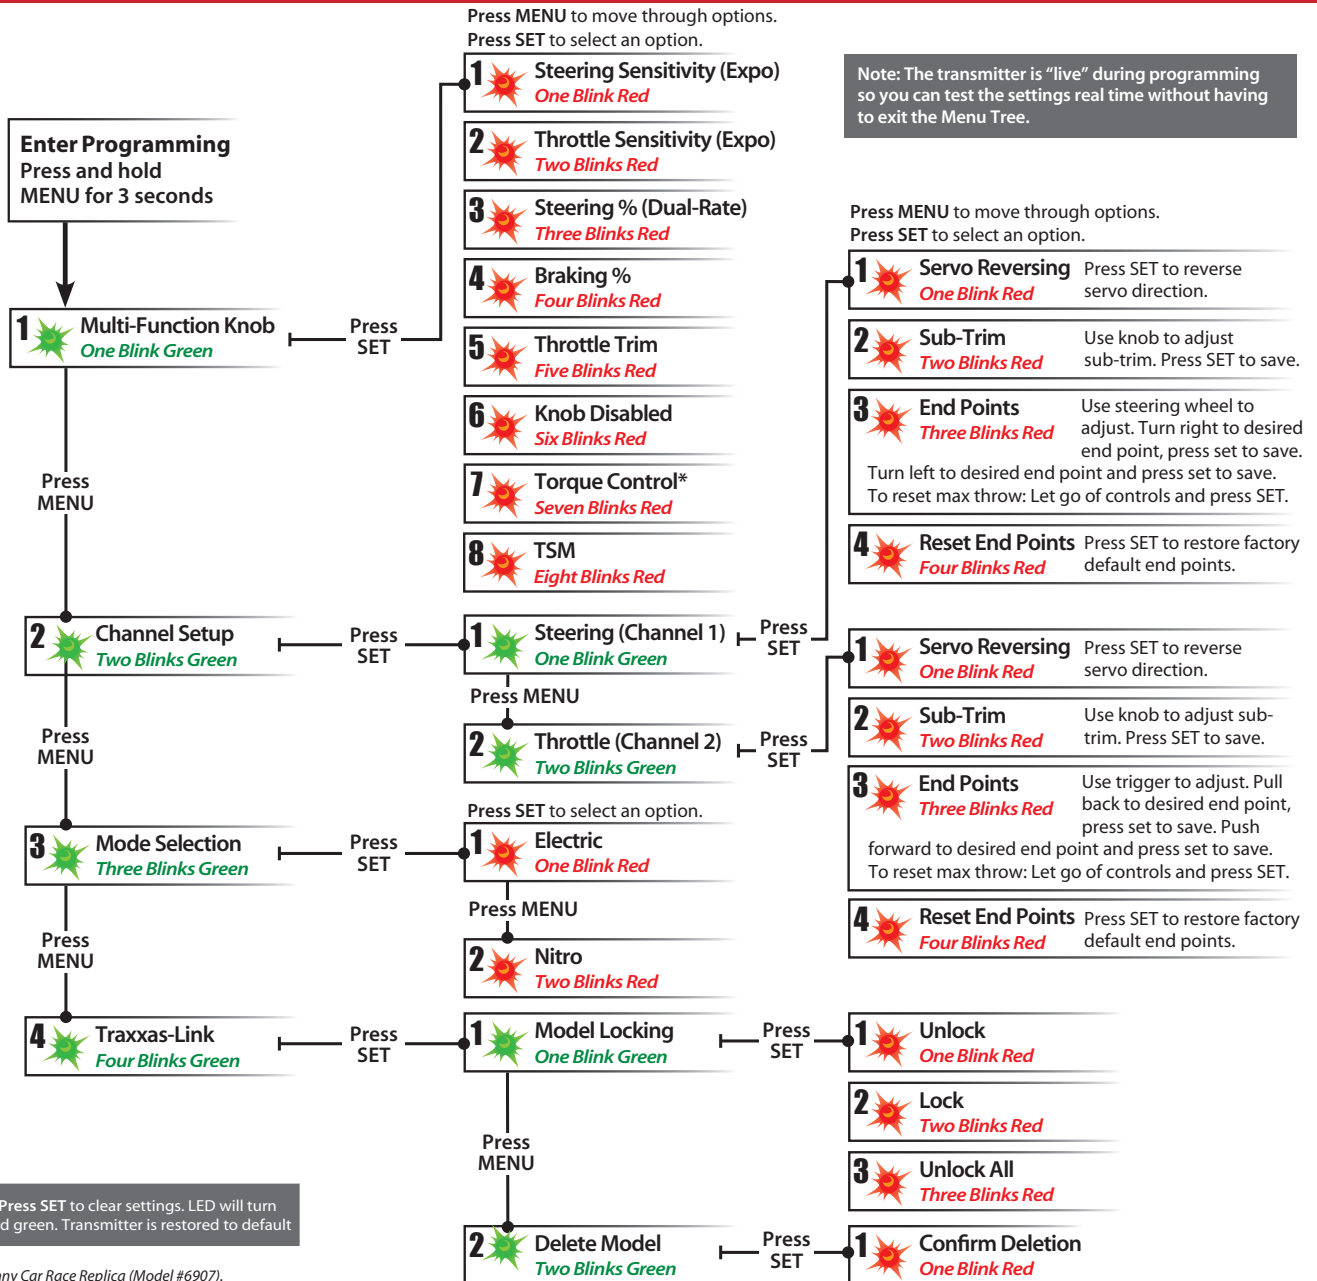 Press MENU to move through options.
Press SET to select an option.
Note: The transmitter is “live” during programming
so you can test the settings real time without having
to exit the Menu Tree.
Enter Programming
Press and hold
MENU for 3 seconds
1 Multi-Function Knob
One Blink Green
Press
SET
1 Steering Sensitivity (Expo)
One Blink Red
2 Throttle Sensitivity (Expo)
Two Blinks Red
3 Steering % (Dual-Rate)
Three Blinks Red
4 Braking %
Four Blinks Red
5 Throttle Trim
Five Blinks Red
6 Knob Disabled
Six Blinks Red
7 Torque Control*
Seven Blinks Red
8 TSM
Eight Blinks Red
Press
MENU
2 Channel Setup
Two Blinks Green
Press
SET
1 Steering (Channel 1)
One Blink Green
Press
SET
Press MENU to move through options.
Press SET to select an option.
1 Servo Reversing Press SET to reverse
One Blink Red servo direction.
2 Sub-Trim Use knob to adjust
Two Blinks Red sub-trim. Press SET to save.
3 End Points Use steering wheel to
Three Blinks Red adjust. Turn right to desired
end point, press set to save.
Turn left to desired end point and press set to save.
To reset max throw: Let go of controls and press SET.
4 Reset End Points Press SET to restore factory
Four Blinks Red default end points.
Press MENU
2 Throttle (Channel 2)
Two Blinks Green
Press
SET
1 Servo Reversing Press SET to reverse
One Blink Red servo direction.
2 Sub-Trim Use knob to adjust sub-
Two Blinks Red trim. Press SET to save.
3 End Points Use trigger to adjust. Pull
Three Blinks Red back to desired end point,
press set to save. Push
forward to desired end point and press set to save.
To reset max throw: Let go of controls and press SET.
4 Reset End Points Press SET to restore factory
Four Blinks Red default end points.
Press
MENU
3 Mode Selection
Three Blinks Green
Press
SET
Press SET to select an option.
1 Electric
One Blink Red
Press MENU
2 Nitro
Two Blinks Red
Press
MENU
4 Traxxas-Link
Four Blinks Green
Press
SET
1 Model Locking
One Blink Green
Press
SET
1 Unlock
One Blink Red
2 Lock
Two Blinks Red
3 Unlock All
Three Blinks Red
Press
MENU
2 Delete Model
Two Blinks Green
Press
SET
1 Confirm Deletion
One Blink Red
Press SET to clear settings. LED will turn
green. Transmitter is restored to default
Car Race Replica (Model #6907).